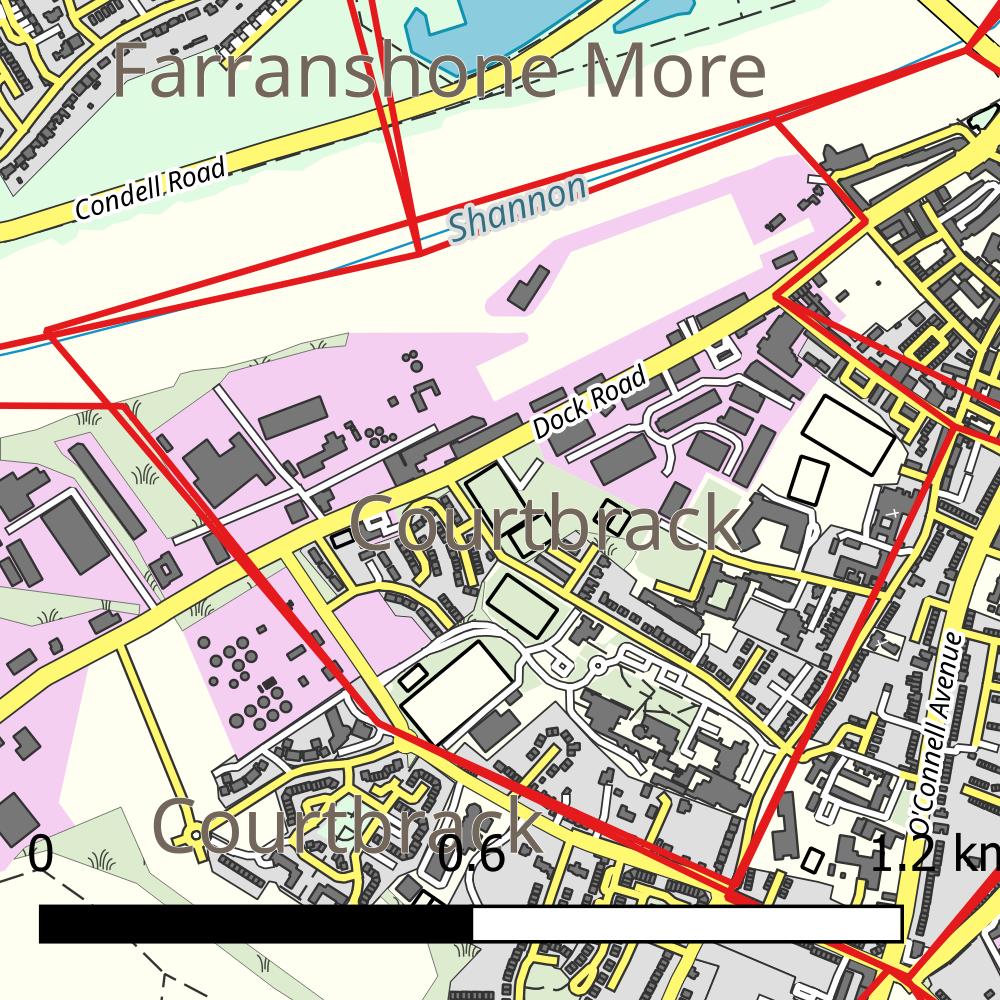 Farranshone More
Condell Road
Shannon
Dock Road
Courtbrack
O'Connell Avenue
Courtbrack
0 0.6 1.2 km